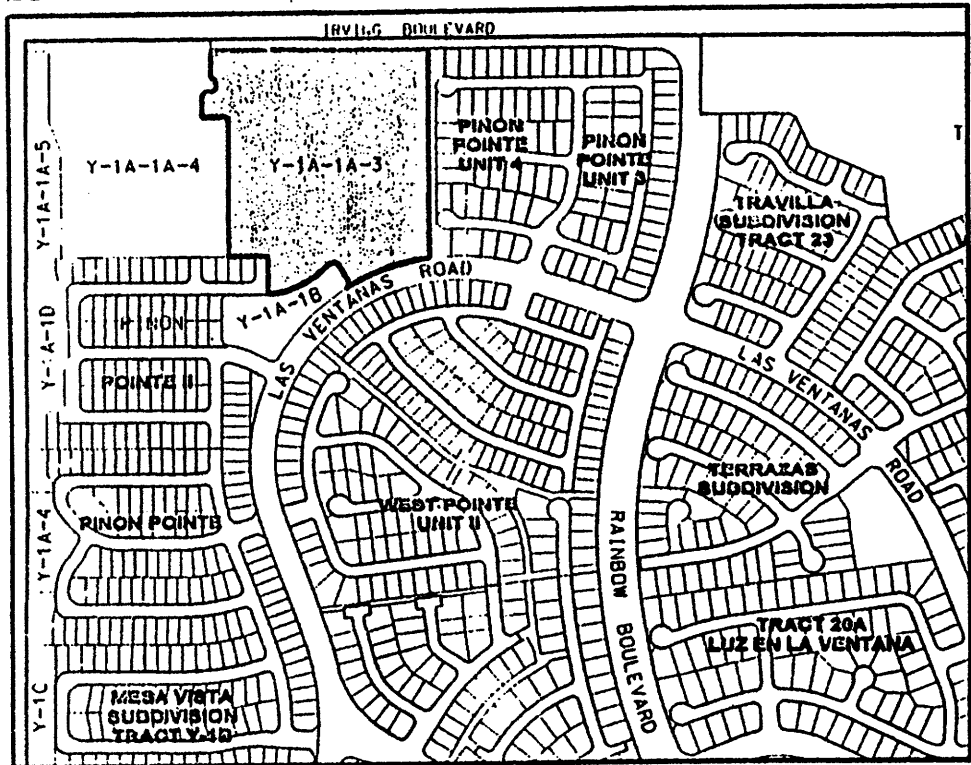 IRVING BOULEVARD
Y-1A-1A-5
Y-1A-1A-4
Y-1A-1A-3
PINON
POINTE
UNIT 4
PINON
POINTE
UNIT 3
T
TRAVILLA
SUBDIVISION
TRACT 23
Y-A-1D
PINON
POINTE II
Y-1A-1B
LAS VENTANAS ROAD
LAS VENTANAS ROAD
Y-1A-4
PINON POINTE
WEST POINTE
UNIT II
TERRAZAS
SUBDIVISION
RAINBOW BOULEVARD
TRACT 20A
LUZ EN LA VENTANA
Y-1C
MESA VISTA
SUBDIVISION
TRACT Y-1D